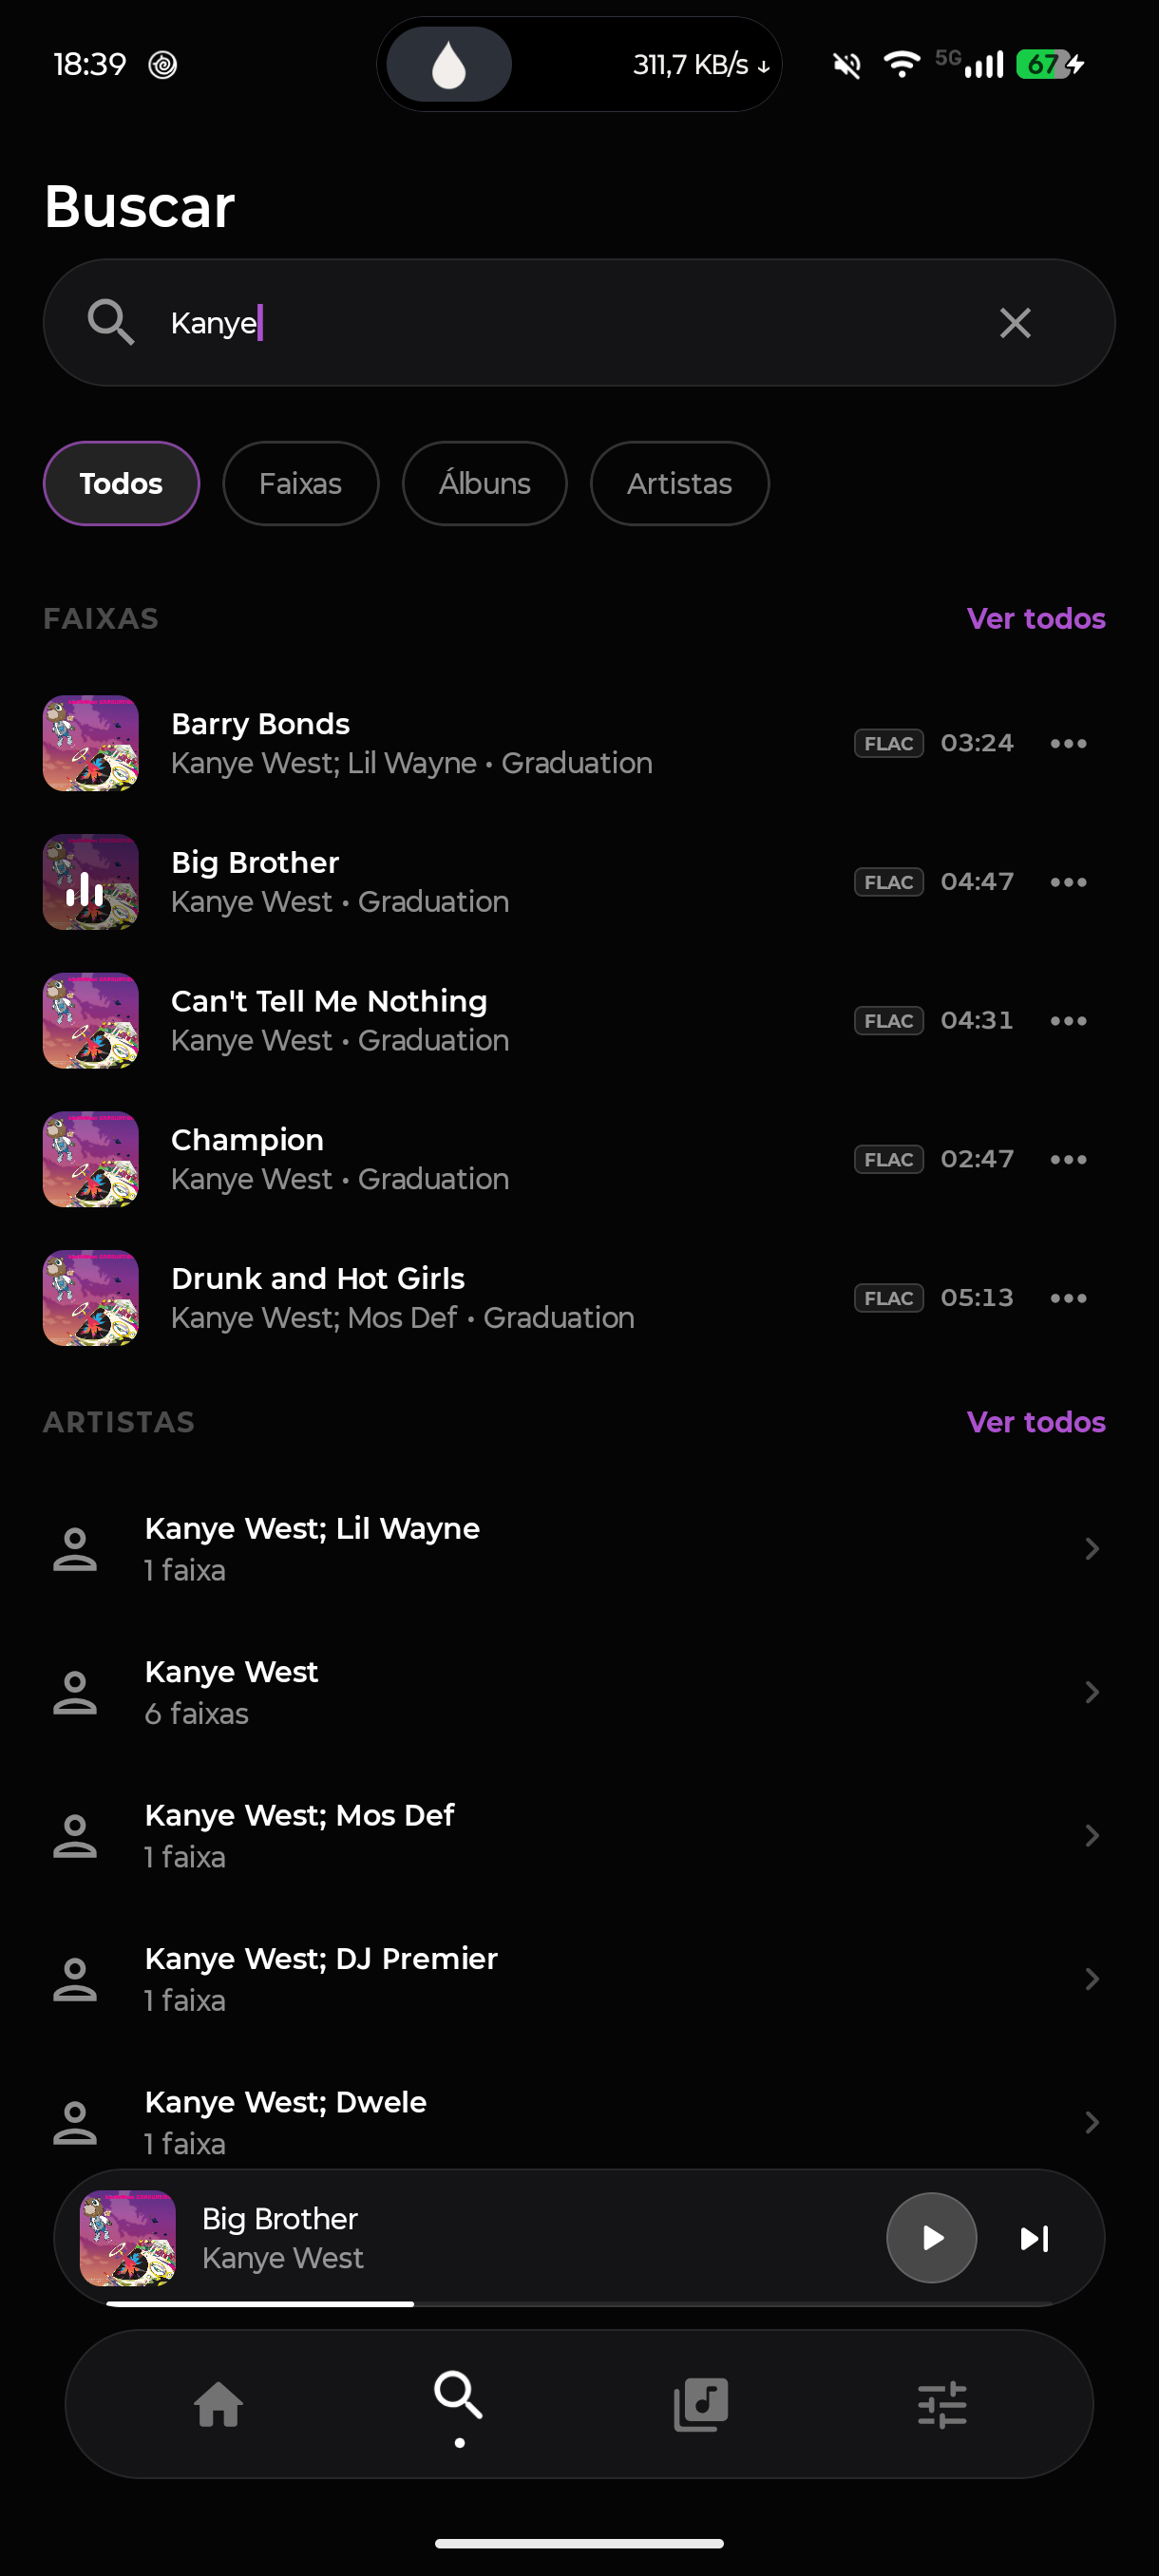 18:39
311,7 KB/s ↓
5G
67
Buscar
Kanye
Todos Faixas Álbuns Artistas
FAIXAS Ver todos
Barry Bonds
Kanye West; Lil Wayne • Graduation
FLAC 03:24
Big Brother
Kanye West • Graduation
FLAC 04:47
Can't Tell Me Nothing
Kanye West • Graduation
FLAC 04:31
Champion
Kanye West • Graduation
FLAC 02:47
Drunk and Hot Girls
Kanye West; Mos Def • Graduation
FLAC 05:13
ARTISTAS Ver todos
Kanye West; Lil Wayne
1 faixa
Kanye West
6 faixas
Kanye West; Mos Def
1 faixa
Kanye West; DJ Premier
1 faixa
Kanye West; Dwele
1 faixa
Big Brother
Kanye West